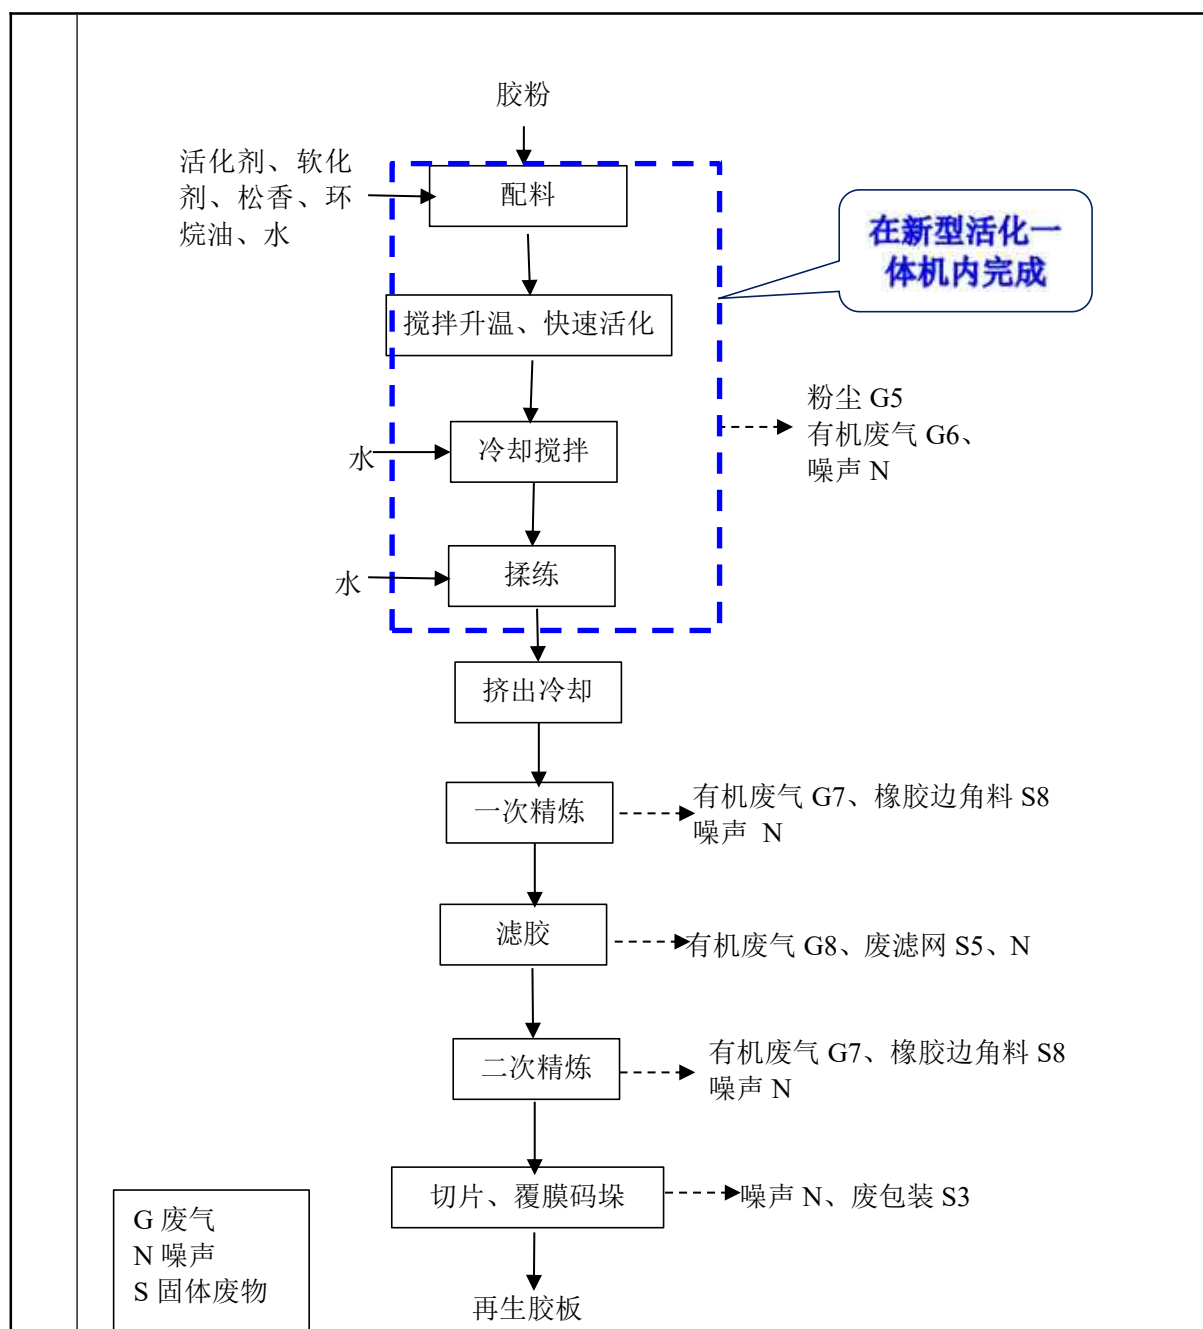 胶粉
活化剂、软化
剂、松香、环
烷油、水
配料
在新型活化一
体机内完成
搅拌升温、快速活化
粉尘 G5
有机废气 G6、
噪声 N
水
冷却搅拌
水
揉练
挤出冷却
一次精炼
有机废气 G7、橡胶边角料 S8
噪声 N
滤胶
有机废气 G8、废滤网 S5、N
二次精炼
有机废气 G7、橡胶边角料 S8
噪声 N
切片、覆膜码垛
噪声 N、废包装 S3
G 废气
N 噪声
S 固体废物
再生胶板